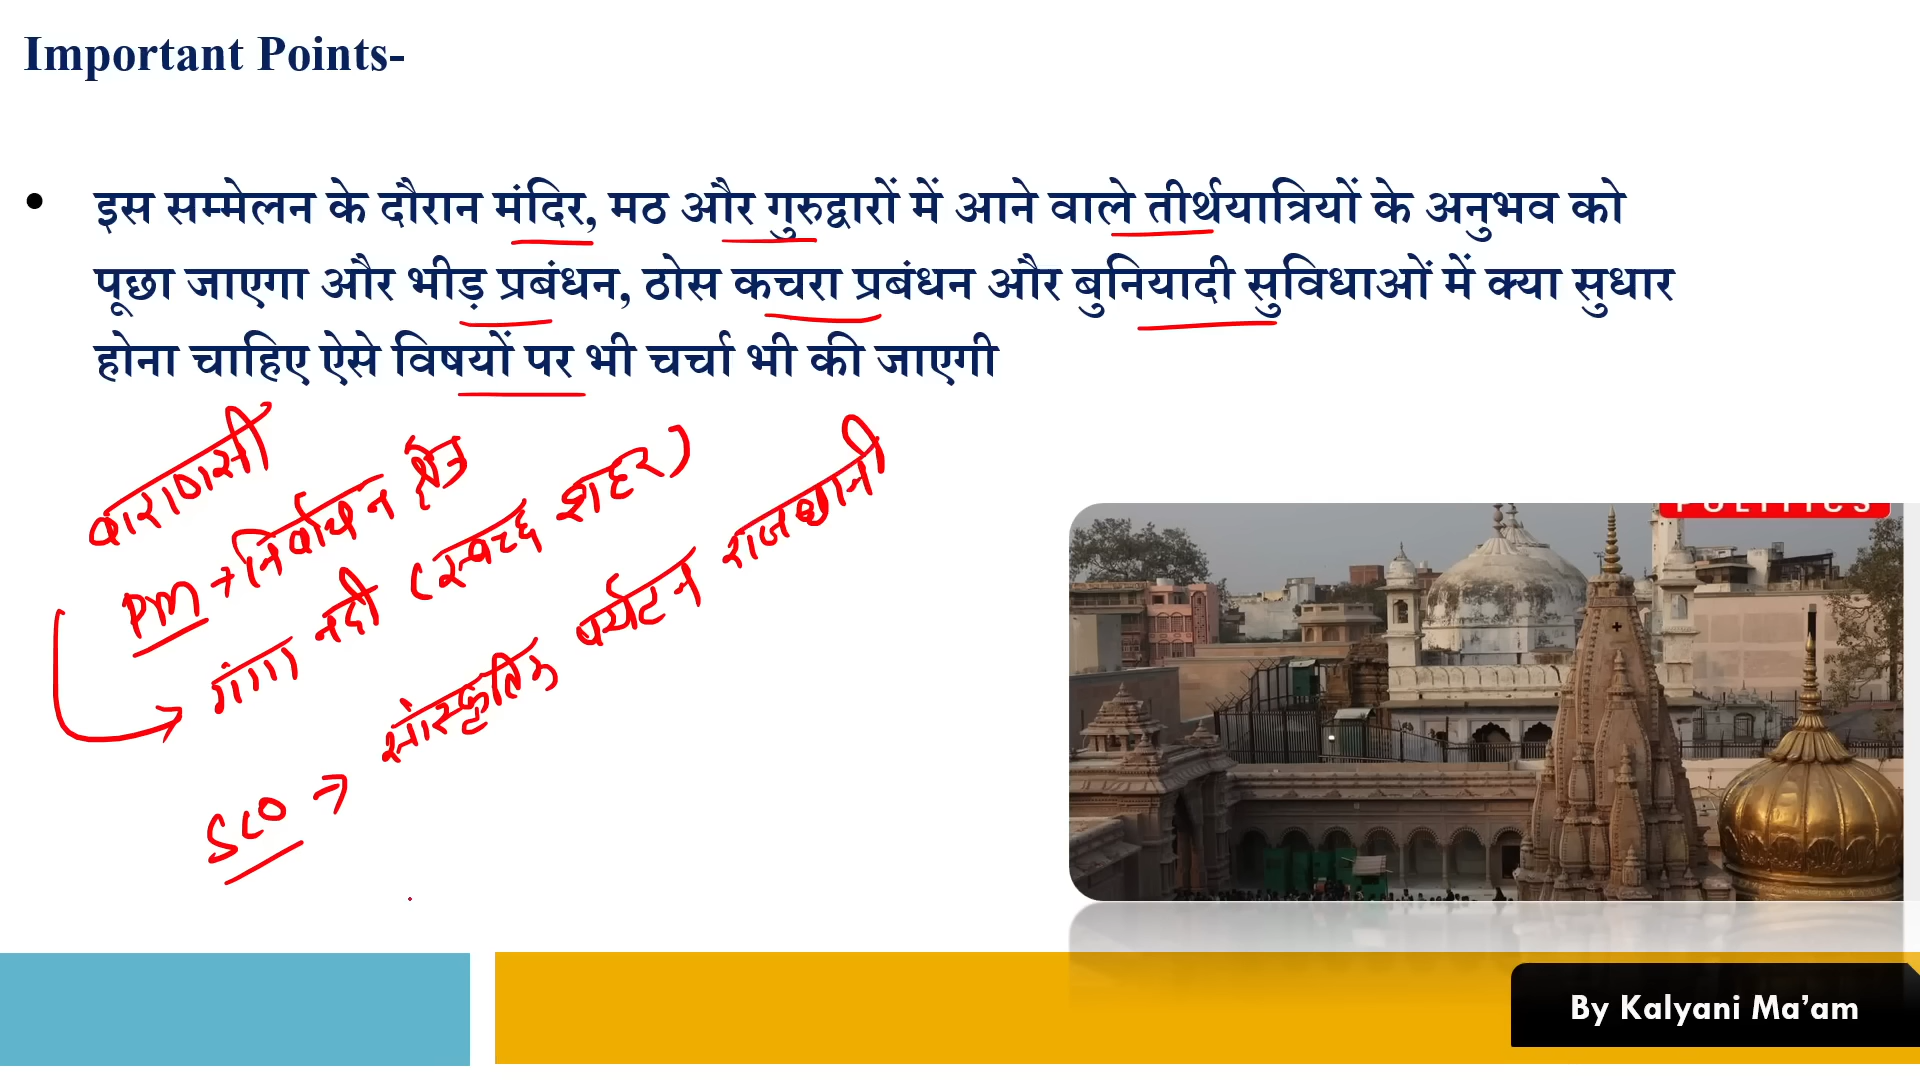 Important Points-
• इस सम्मेलन के दौरान मंदिर, मठ और गुरुद्वारों में आने वाले तीर्थयात्रियों के अनुभव को
पूछा जाएगा और भीड़ प्रबंधन, ठोस कचरा प्रबंधन और बुनियादी सुविधाओं में क्या सुधार
होना चाहिए ऐसे विषयों पर भी चर्चा भी की जाएगी
वाराणसी
PM → निर्वाचन क्षेत्र
गंगा नदी (स्वच्छ शहर)
SCO → सांस्कृतिक पर्यटन राजधानी
POLITICS
By Kalyani Ma’am